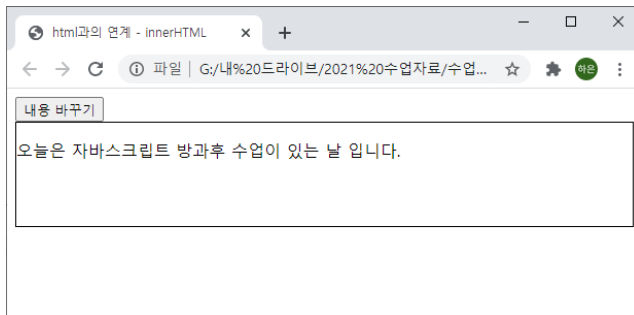 html과의 연계 - innerHTML
파일 | G:/내%20드라이브/2021%20수업자료/수업...
하은
내용 바꾸기
오늘은 자바스크립트 방과후 수업이 있는 날 입니다.